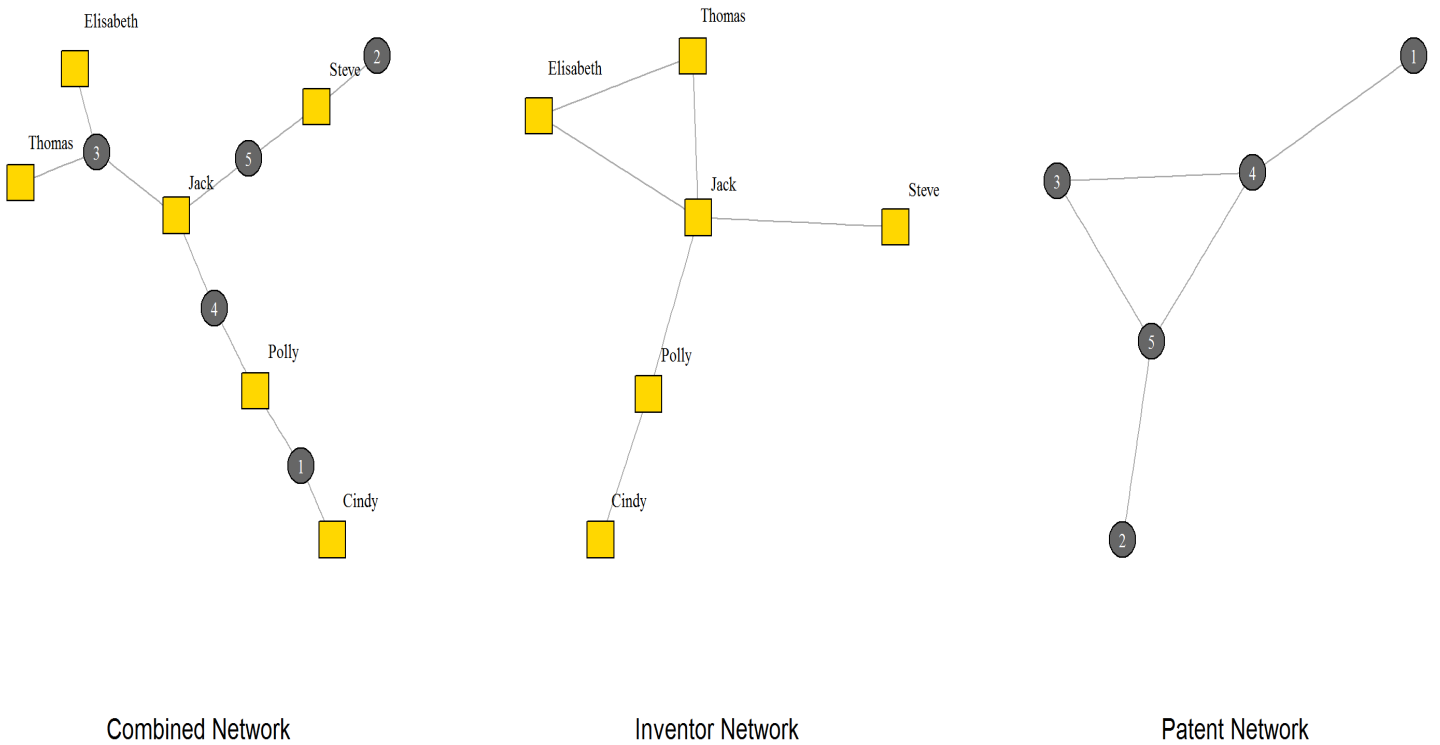 Elisabeth
2
Steve
Thomas
3
5
Jack
4
Polly
1
Cindy
Combined Network
Thomas
Elisabeth
Jack
Steve
Polly
Cindy
Inventor Network
1
3
4
5
2
Patent Network